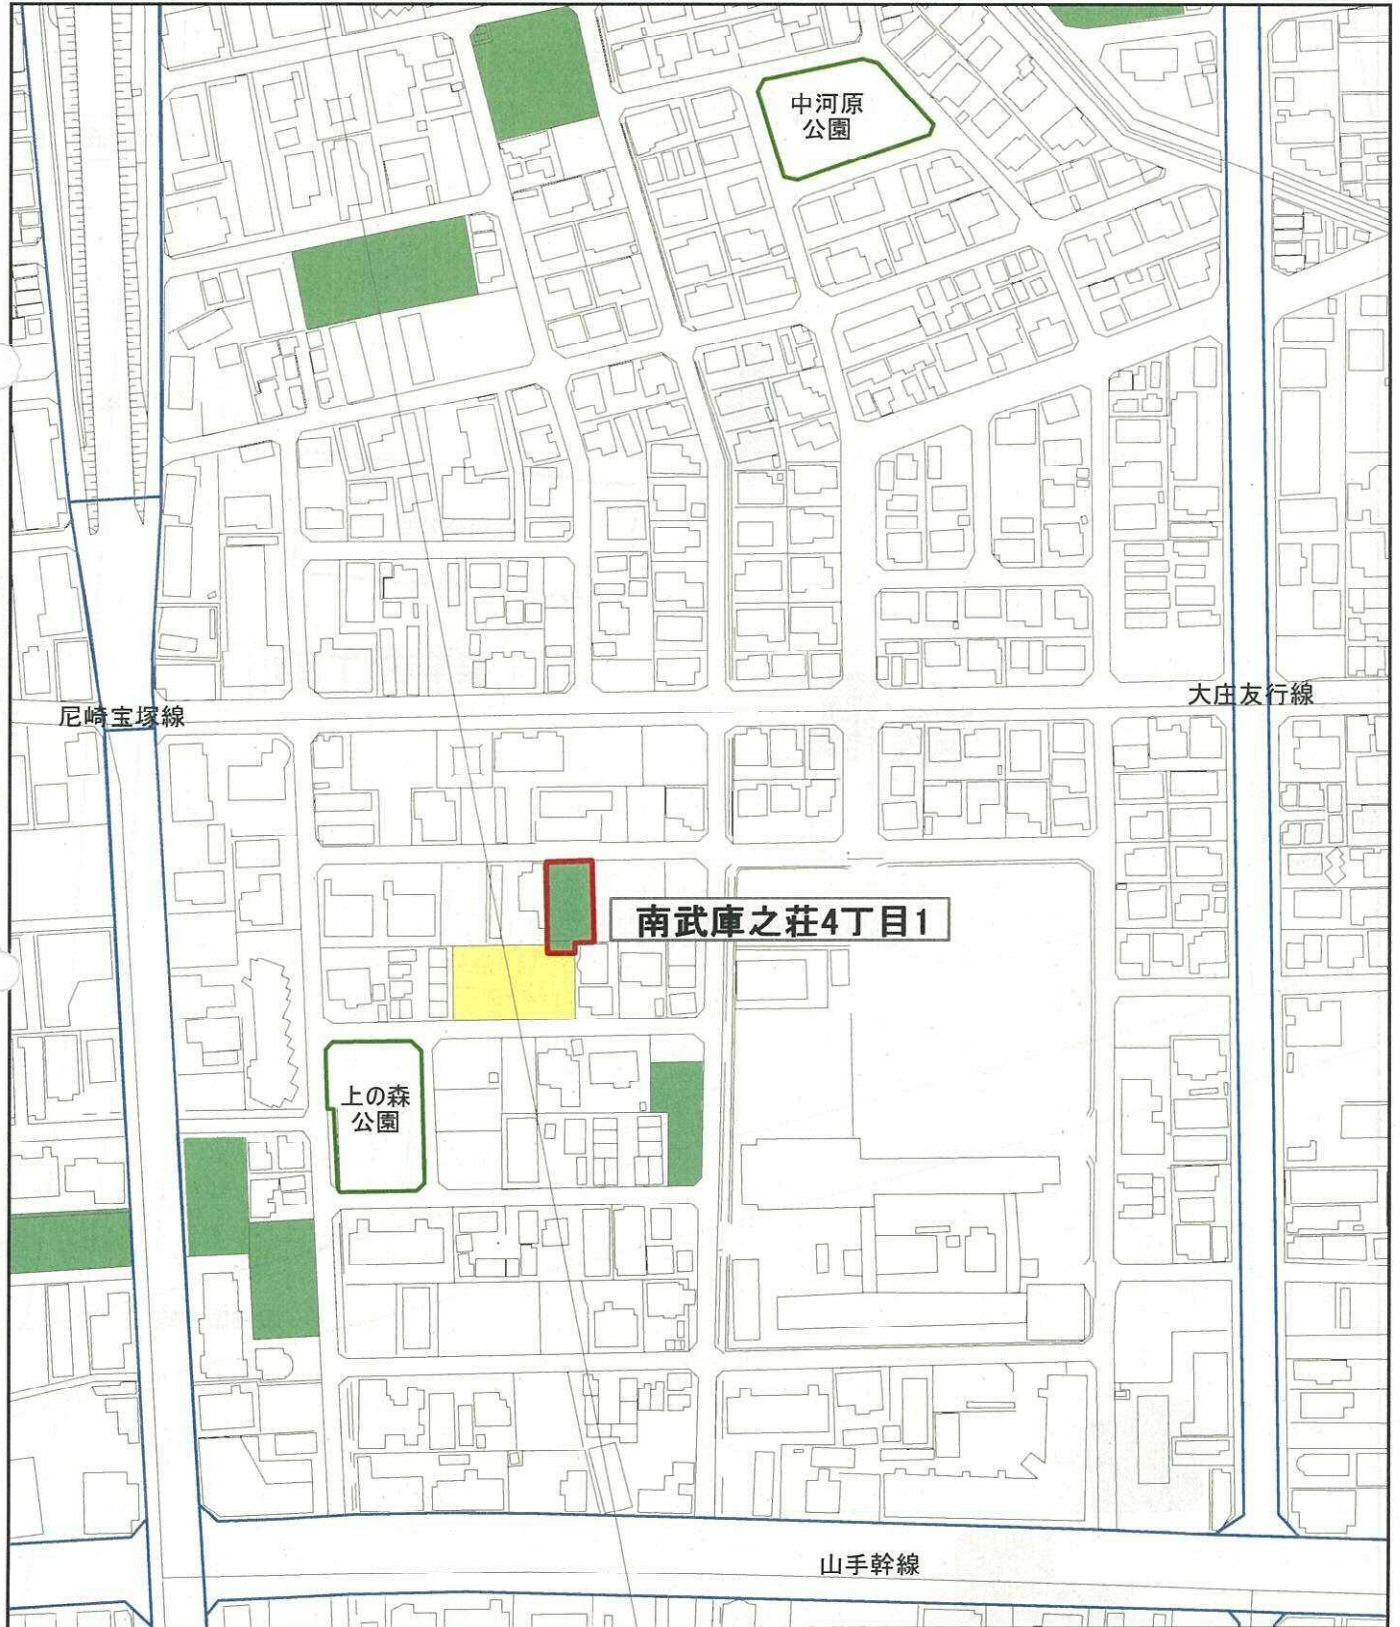 中河原
公園
尼崎宝塚線
大庄友行線
南武庫之荘4丁目1
上の森
公園
山手幹線